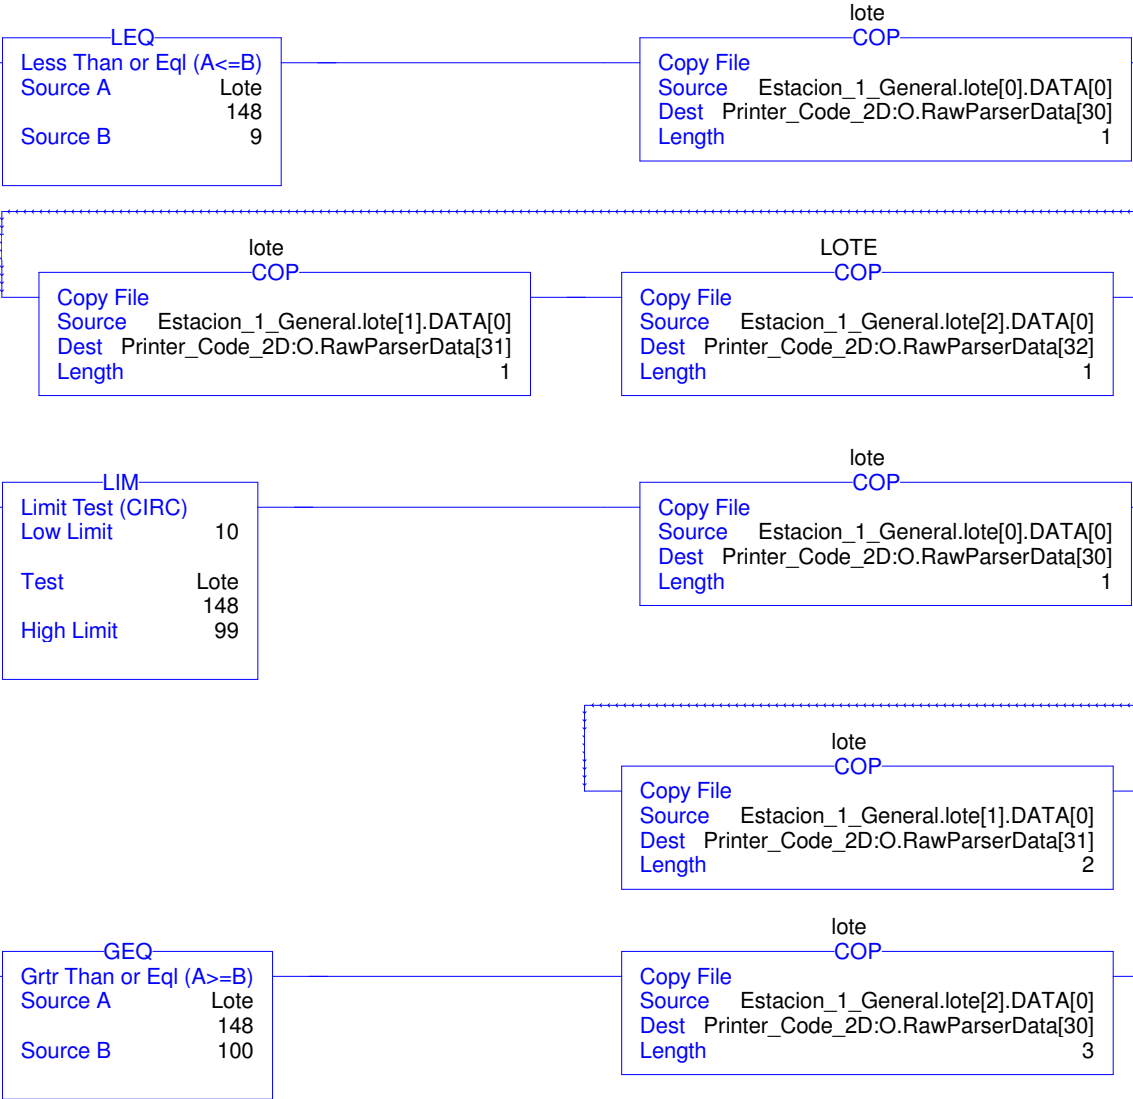 lote
LEQ
Less Than or Eql (A<=B)
Source A Lote
148
Source B 9
COP
Copy File
Source Estacion_1_General.lote[0].DATA[0]
Dest Printer_Code_2D:O.RawParserData[30]
Length 1
lote
COP
Copy File
Source Estacion_1_General.lote[1].DATA[0]
Dest Printer_Code_2D:O.RawParserData[31]
Length 1
LOTE
COP
Copy File
Source Estacion_1_General.lote[2].DATA[0]
Dest Printer_Code_2D:O.RawParserData[32]
Length 1
LIM
Limit Test (CIRC)
Low Limit 10
Test Lote
148
High Limit 99
lote
COP
Copy File
Source Estacion_1_General.lote[0].DATA[0]
Dest Printer_Code_2D:O.RawParserData[30]
Length 1
lote
COP
Copy File
Source Estacion_1_General.lote[1].DATA[0]
Dest Printer_Code_2D:O.RawParserData[31]
Length 2
GEQ
Grtr Than or Eql (A>=B)
Source A Lote
148
Source B 100
lote
COP
Copy File
Source Estacion_1_General.lote[2].DATA[0]
Dest Printer_Code_2D:O.RawParserData[30]
Length 3